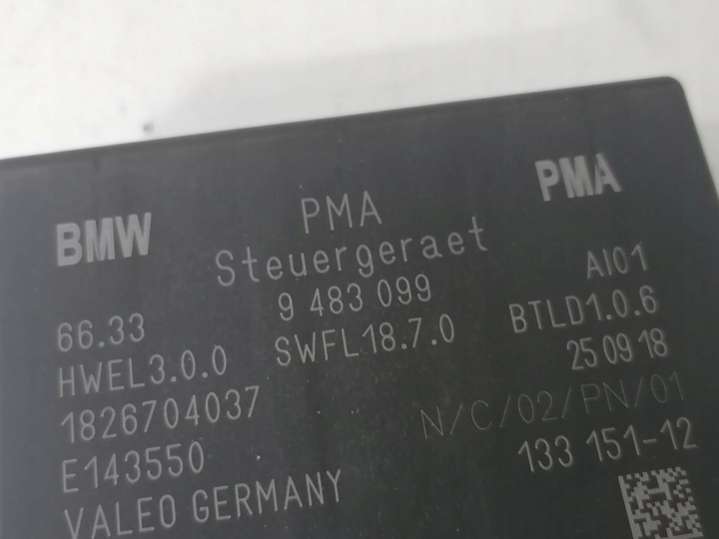 BMW PMA PMA
Steuergeraet
66.33 9 483 099 AI01
HWEL3.0.0 SWFL18.7.0 BTLD1.0.6
1826704037 25 09 18
E143550 N/C/02/PN/01
VALEO GERMANY 133 151-12